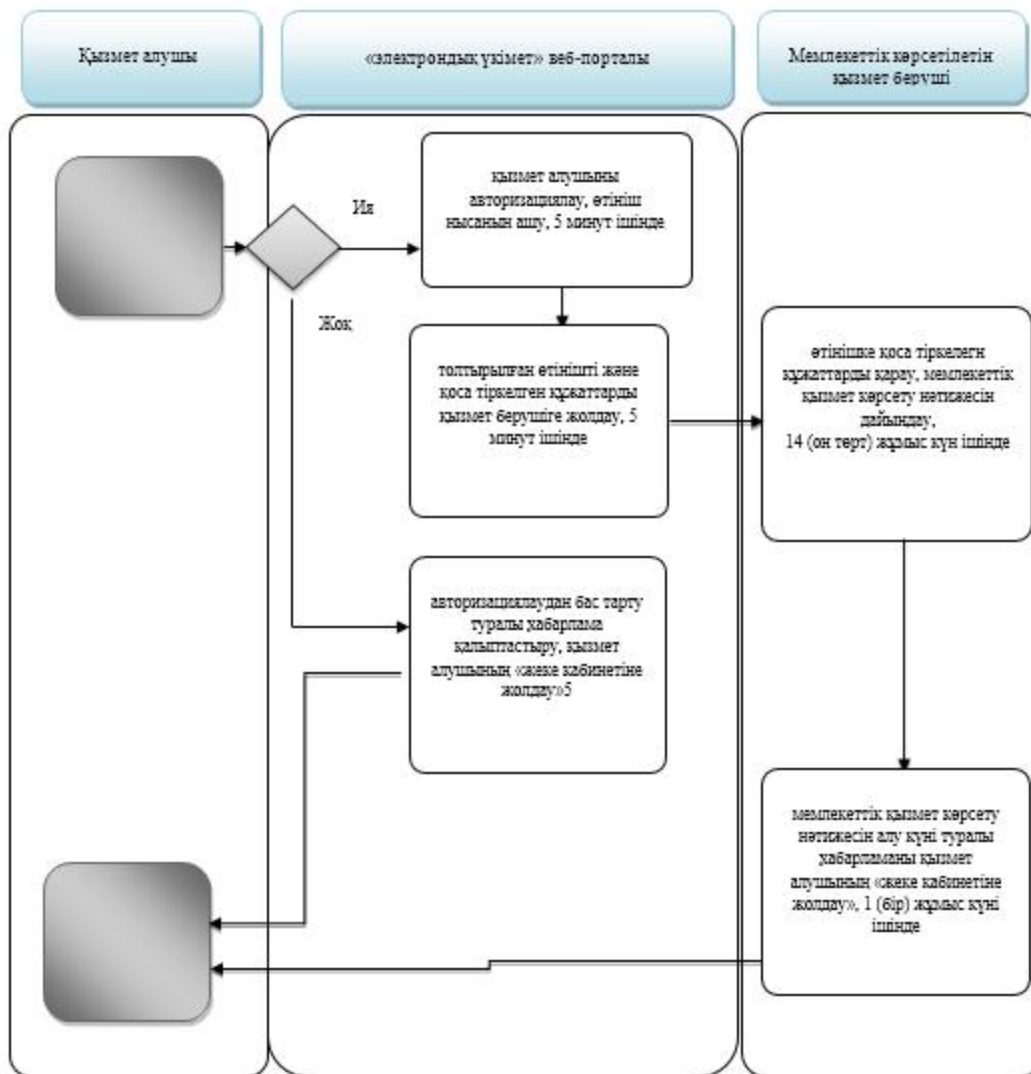 Қызмет алушы
«электрондық үкімет» веб-порталы
Мемлекеттік көрсетілетін
қызмет беруші
қызмет алушыны
авторизациялау, өтініш
нысанын ашу, 5 минут ішінде
Ия
Жоқ
толтырылған өтінішті және
қоса тіркелген құжаттарды
қызмет берушіге жолдау, 5
минут ішінде
өтінішке қоса тіркелегн
құжаттарды қарау, мемлекеттік
қызмет көрсету нәтижесін
дайындау,
14 (он төрт) жұмыс күн ішінде
авторизациялаудан бас тарту
туралы хабарлама
қалыптастыру, қызмет
алушының «жеке кабинетіне
жолдау»5
мемлекеттік қызмет көрсету
нәтижесін алу күні туралы
хабарламаны қызмет
алушының «жеке кабинетіне
жолдау», 1 (бір) жұмыс күні
ішінде